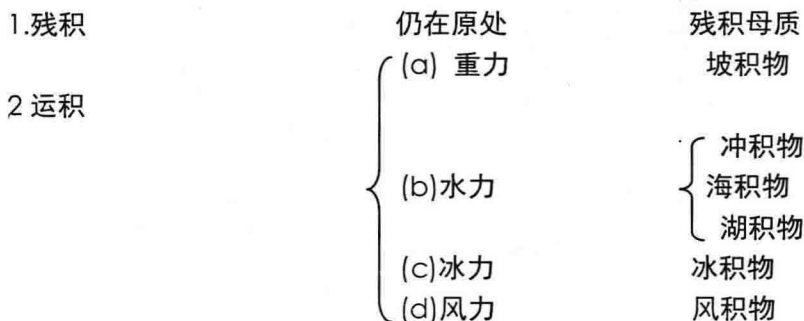 1.残积 仍在原处 残积母质
(a) 重力 坡积物
2 运积
冲积物
(b)水力 海积物
湖积物
(c)冰力 冰积物
(d)风力 风积物